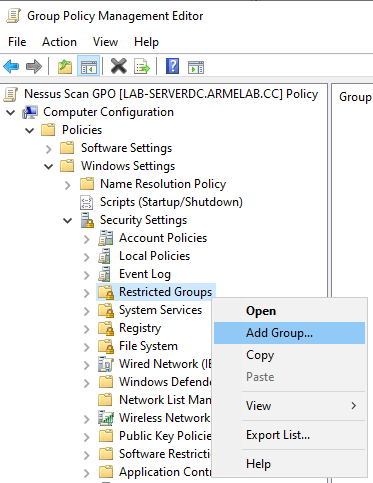 Group Policy Management Editor
File Action View Help
Nessus Scan GPO [LAB-SERVERDC.ARMELAB.CC] Policy
Group
Computer Configuration
Policies
Software Settings
Windows Settings
Name Resolution Policy
Scripts (Startup/Shutdown)
Security Settings
Account Policies
Local Policies
Event Log
Restricted Groups
System Services
Registry
File System
Wired Network (IE
Windows Defende
Network List Man
Wireless Network
Public Key Policie
Software Restricti
Application Contr
Open
Add Group...
Copy
Paste
View
Export List...
Help